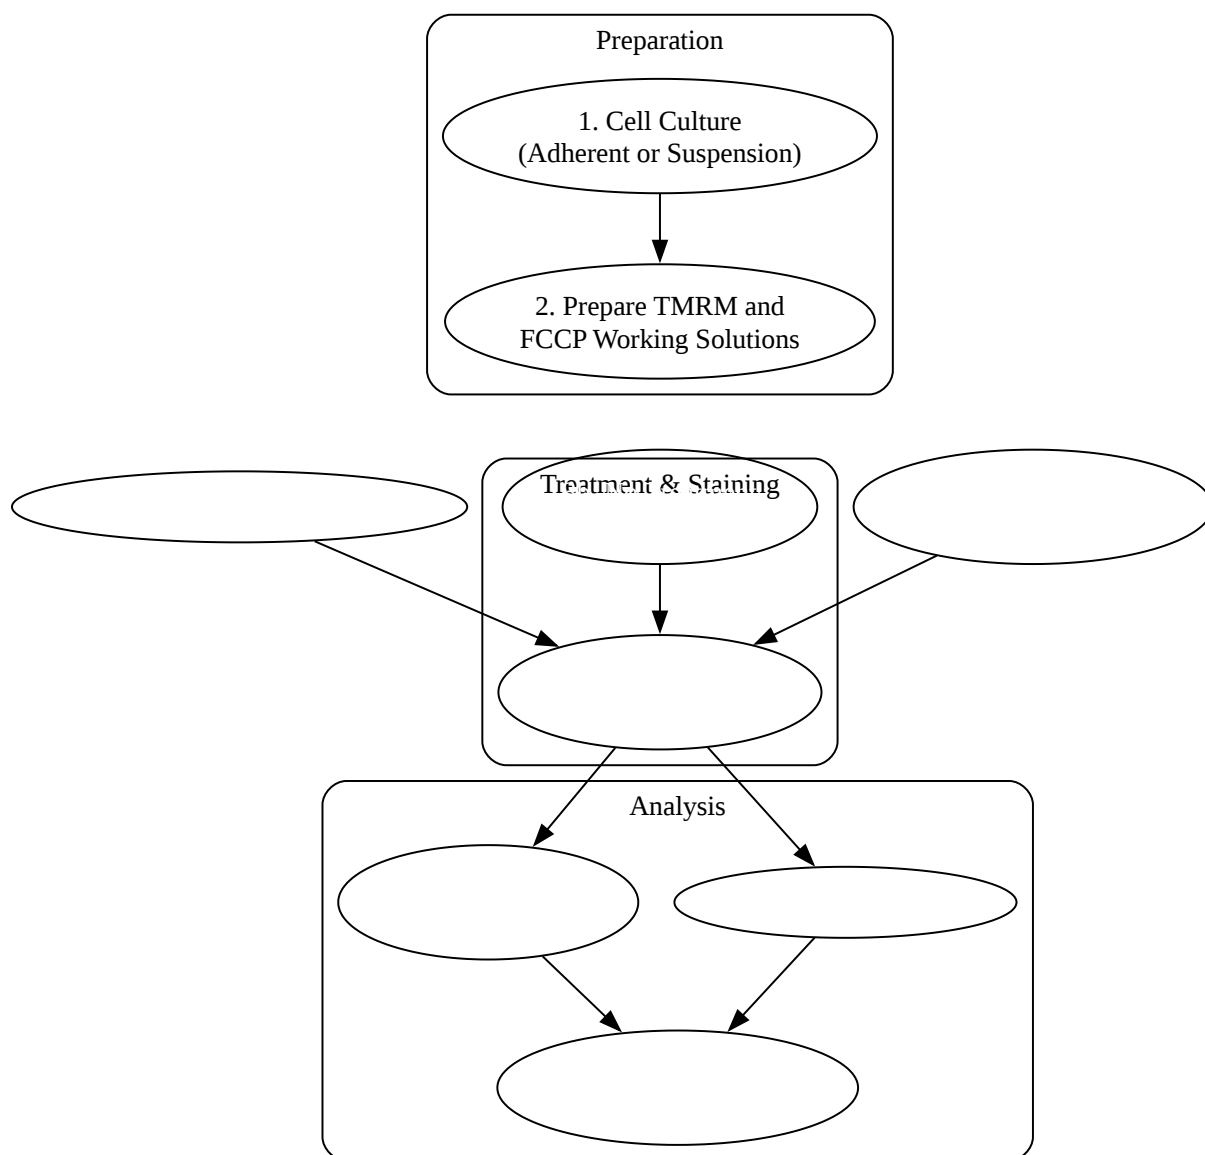 Preparation
1. Cell Culture
(Adherent or Suspension)
2. Prepare TMRM and
FCCP Working Solutions
Treatment & Staining
Analysis